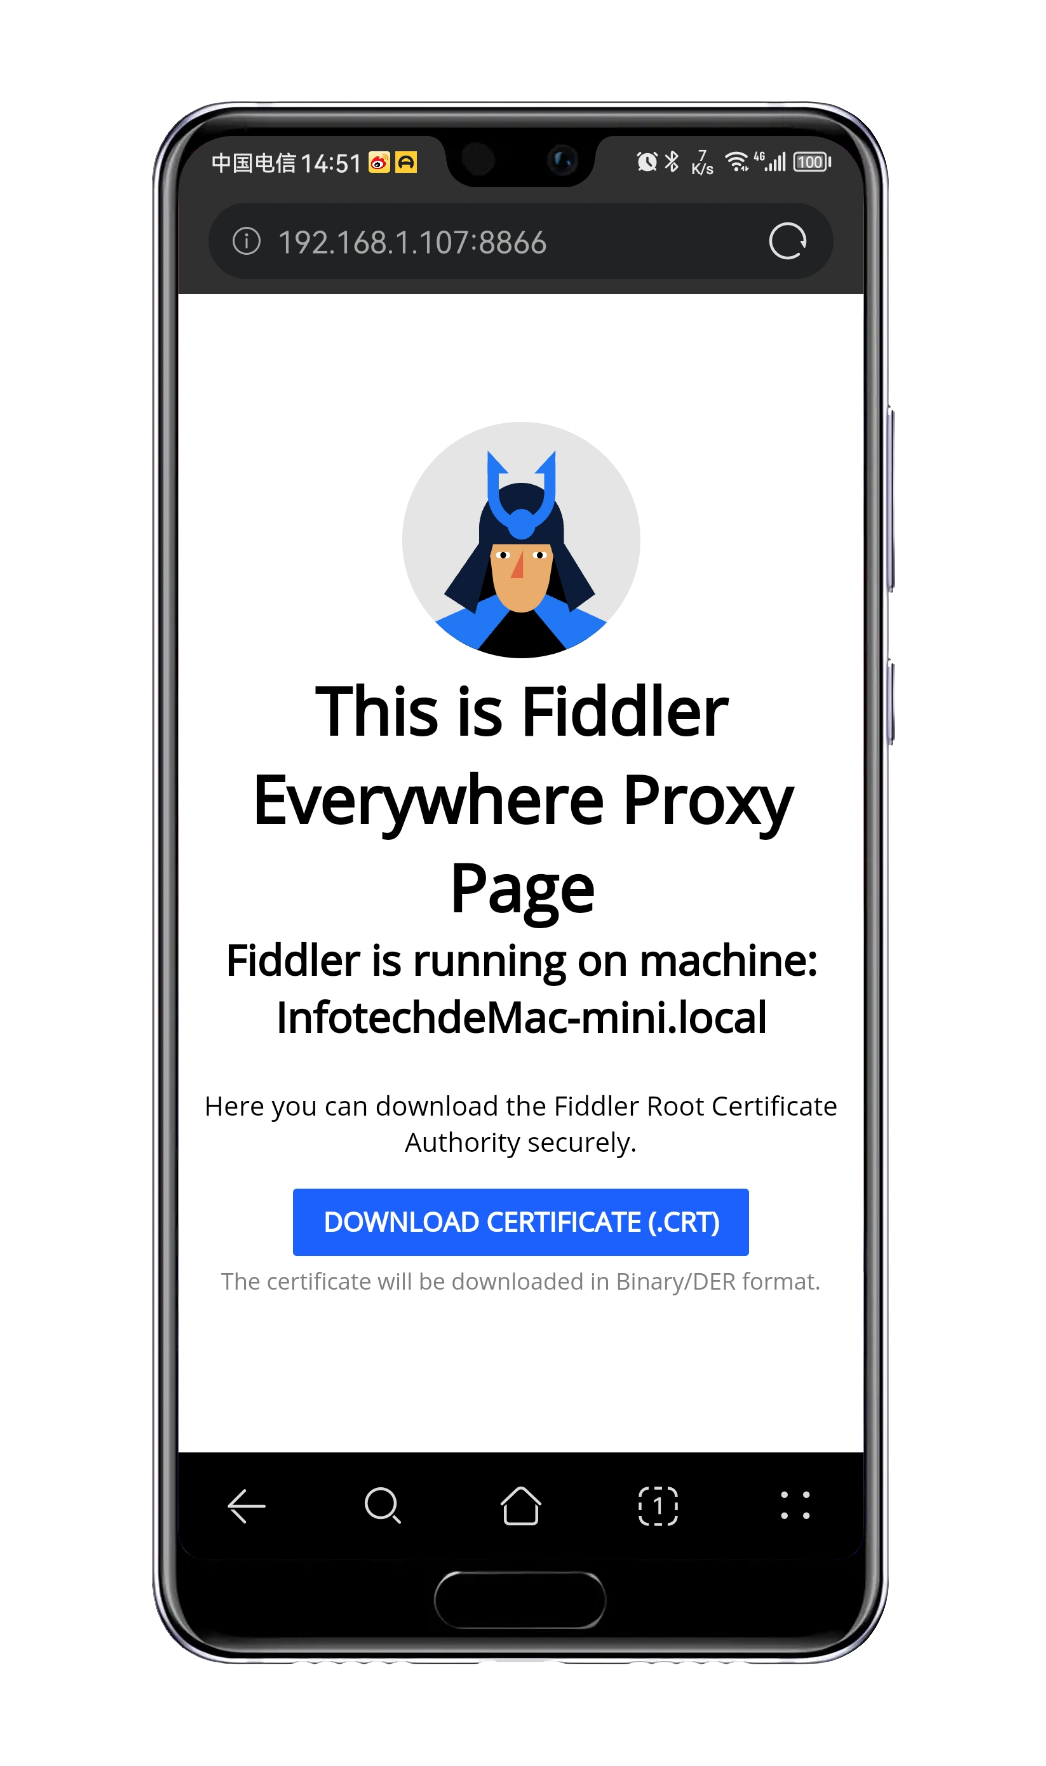 中国电信 14:51 7 K/s 4G 100
192.168.1.107:8866
This is Fiddler
Everywhere Proxy
Page
Fiddler is running on machine:
InfotechdeMac-mini.local
Here you can download the Fiddler Root Certificate
Authority securely.
DOWNLOAD CERTIFICATE (.CRT)
The certificate will be downloaded in Binary/DER format.
1